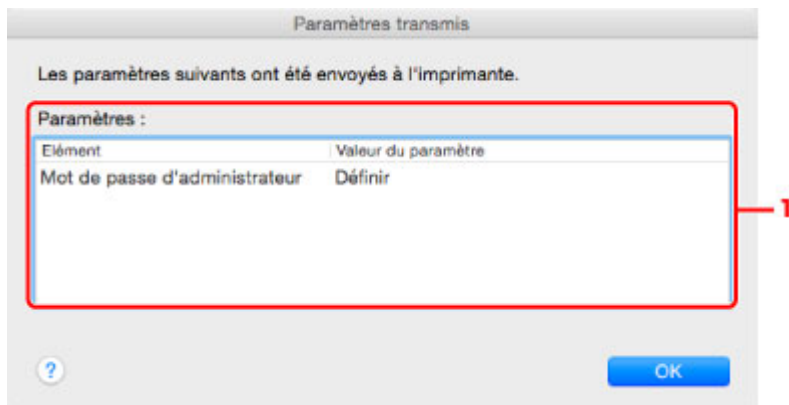 Paramètres transmis
Les paramètres suivants ont été envoyés à l'imprimante.
Paramètres :
Elément Valeur du paramètre
Mot de passe d'administrateur Définir
1
?
OK